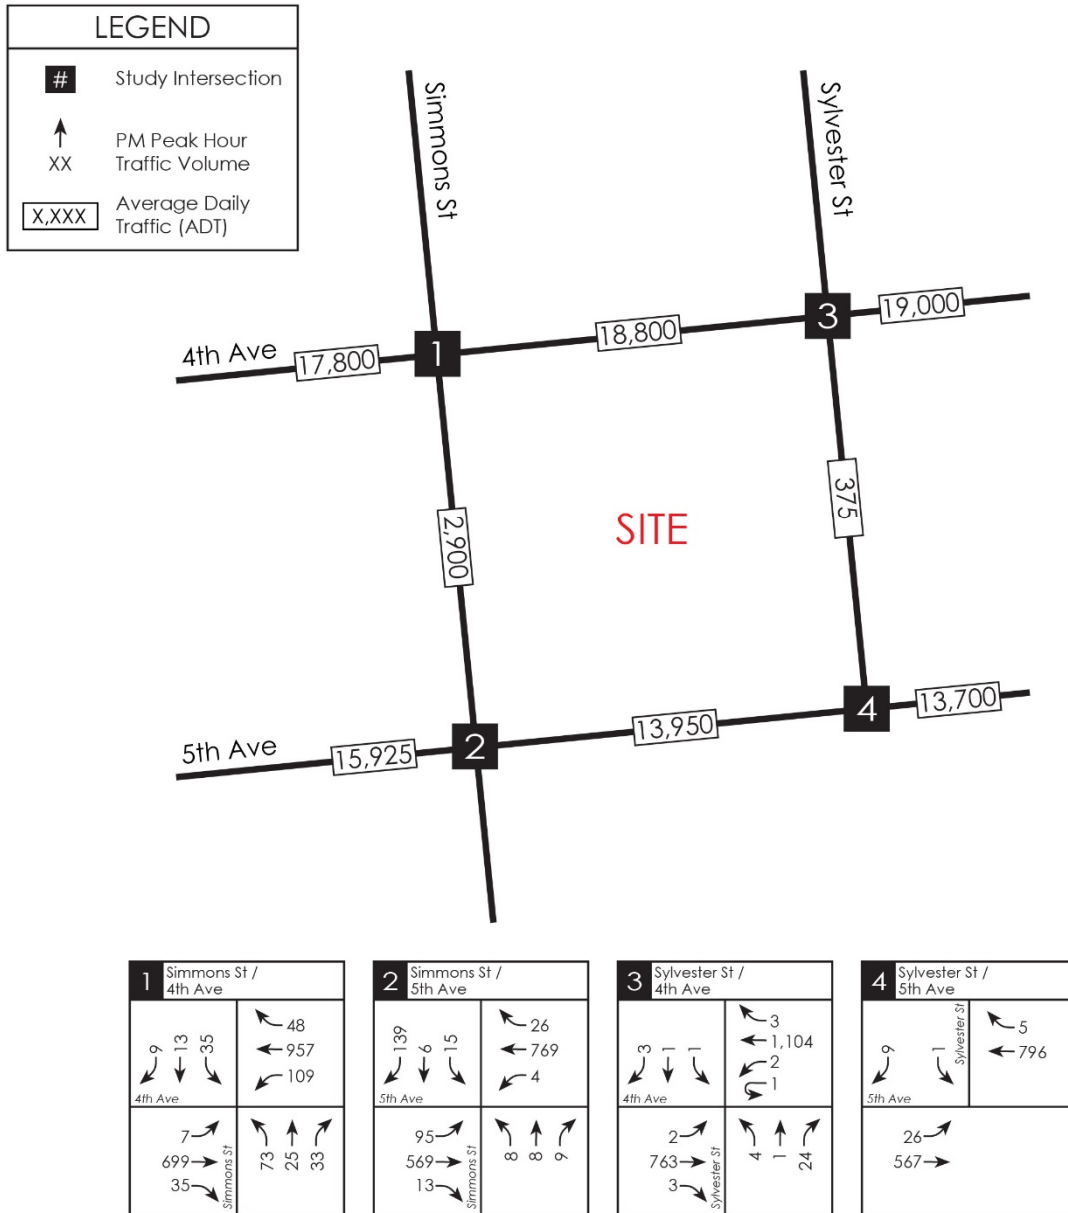 LEGEND
#
Study Intersection
XX
PM Peak Hour
Traffic Volume
X,XXX
Average Daily
Traffic (ADT)
Simmons St
Sylvester St
4th Ave
17,800
1
18,800
3
19,000
2,900
SITE
375
5th Ave
15,925
2
13,950
4
13,700
1
Simmons St /
4th Ave
9 13 35
48
957
109
4th Ave
7
699
35
Simmons St
73 25 33
2
Simmons St /
5th Ave
139 6 15
26
769
4
5th Ave
95
569
13
Simmons St
8 8 9
3
Sylvester St /
4th Ave
3 1 1
3
1,104
2
1
4th Ave
2
763
3
Sylvester St
4 1 24
4
Sylvester St /
5th Ave
9 1
Sylvester St
5
796
5th Ave
26
567